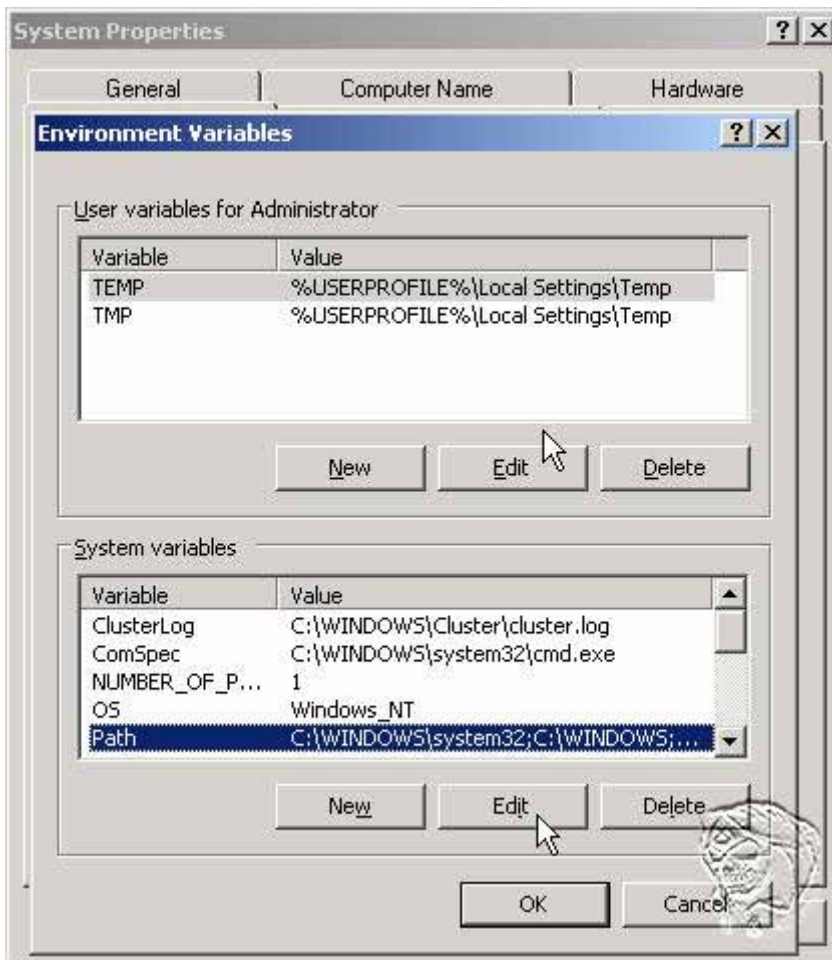 System Properties
General Computer Name Hardware
Environment Variables
User variables for Administrator
Variable Value
TEMP %USERPROFILE%\Local Settings\Temp
TMP %USERPROFILE%\Local Settings\Temp
New Edit Delete
System variables
Variable Value
ClusterLog C:\WINDOWS\Cluster\cluster.log
ComSpec C:\WINDOWS\system32\cmd.exe
NUMBER_OF_P... 1
OS Windows_NT
Path C:\WINDOWS\system32;C:\WINDOWS;...
New Edit Delete
OK Cancel